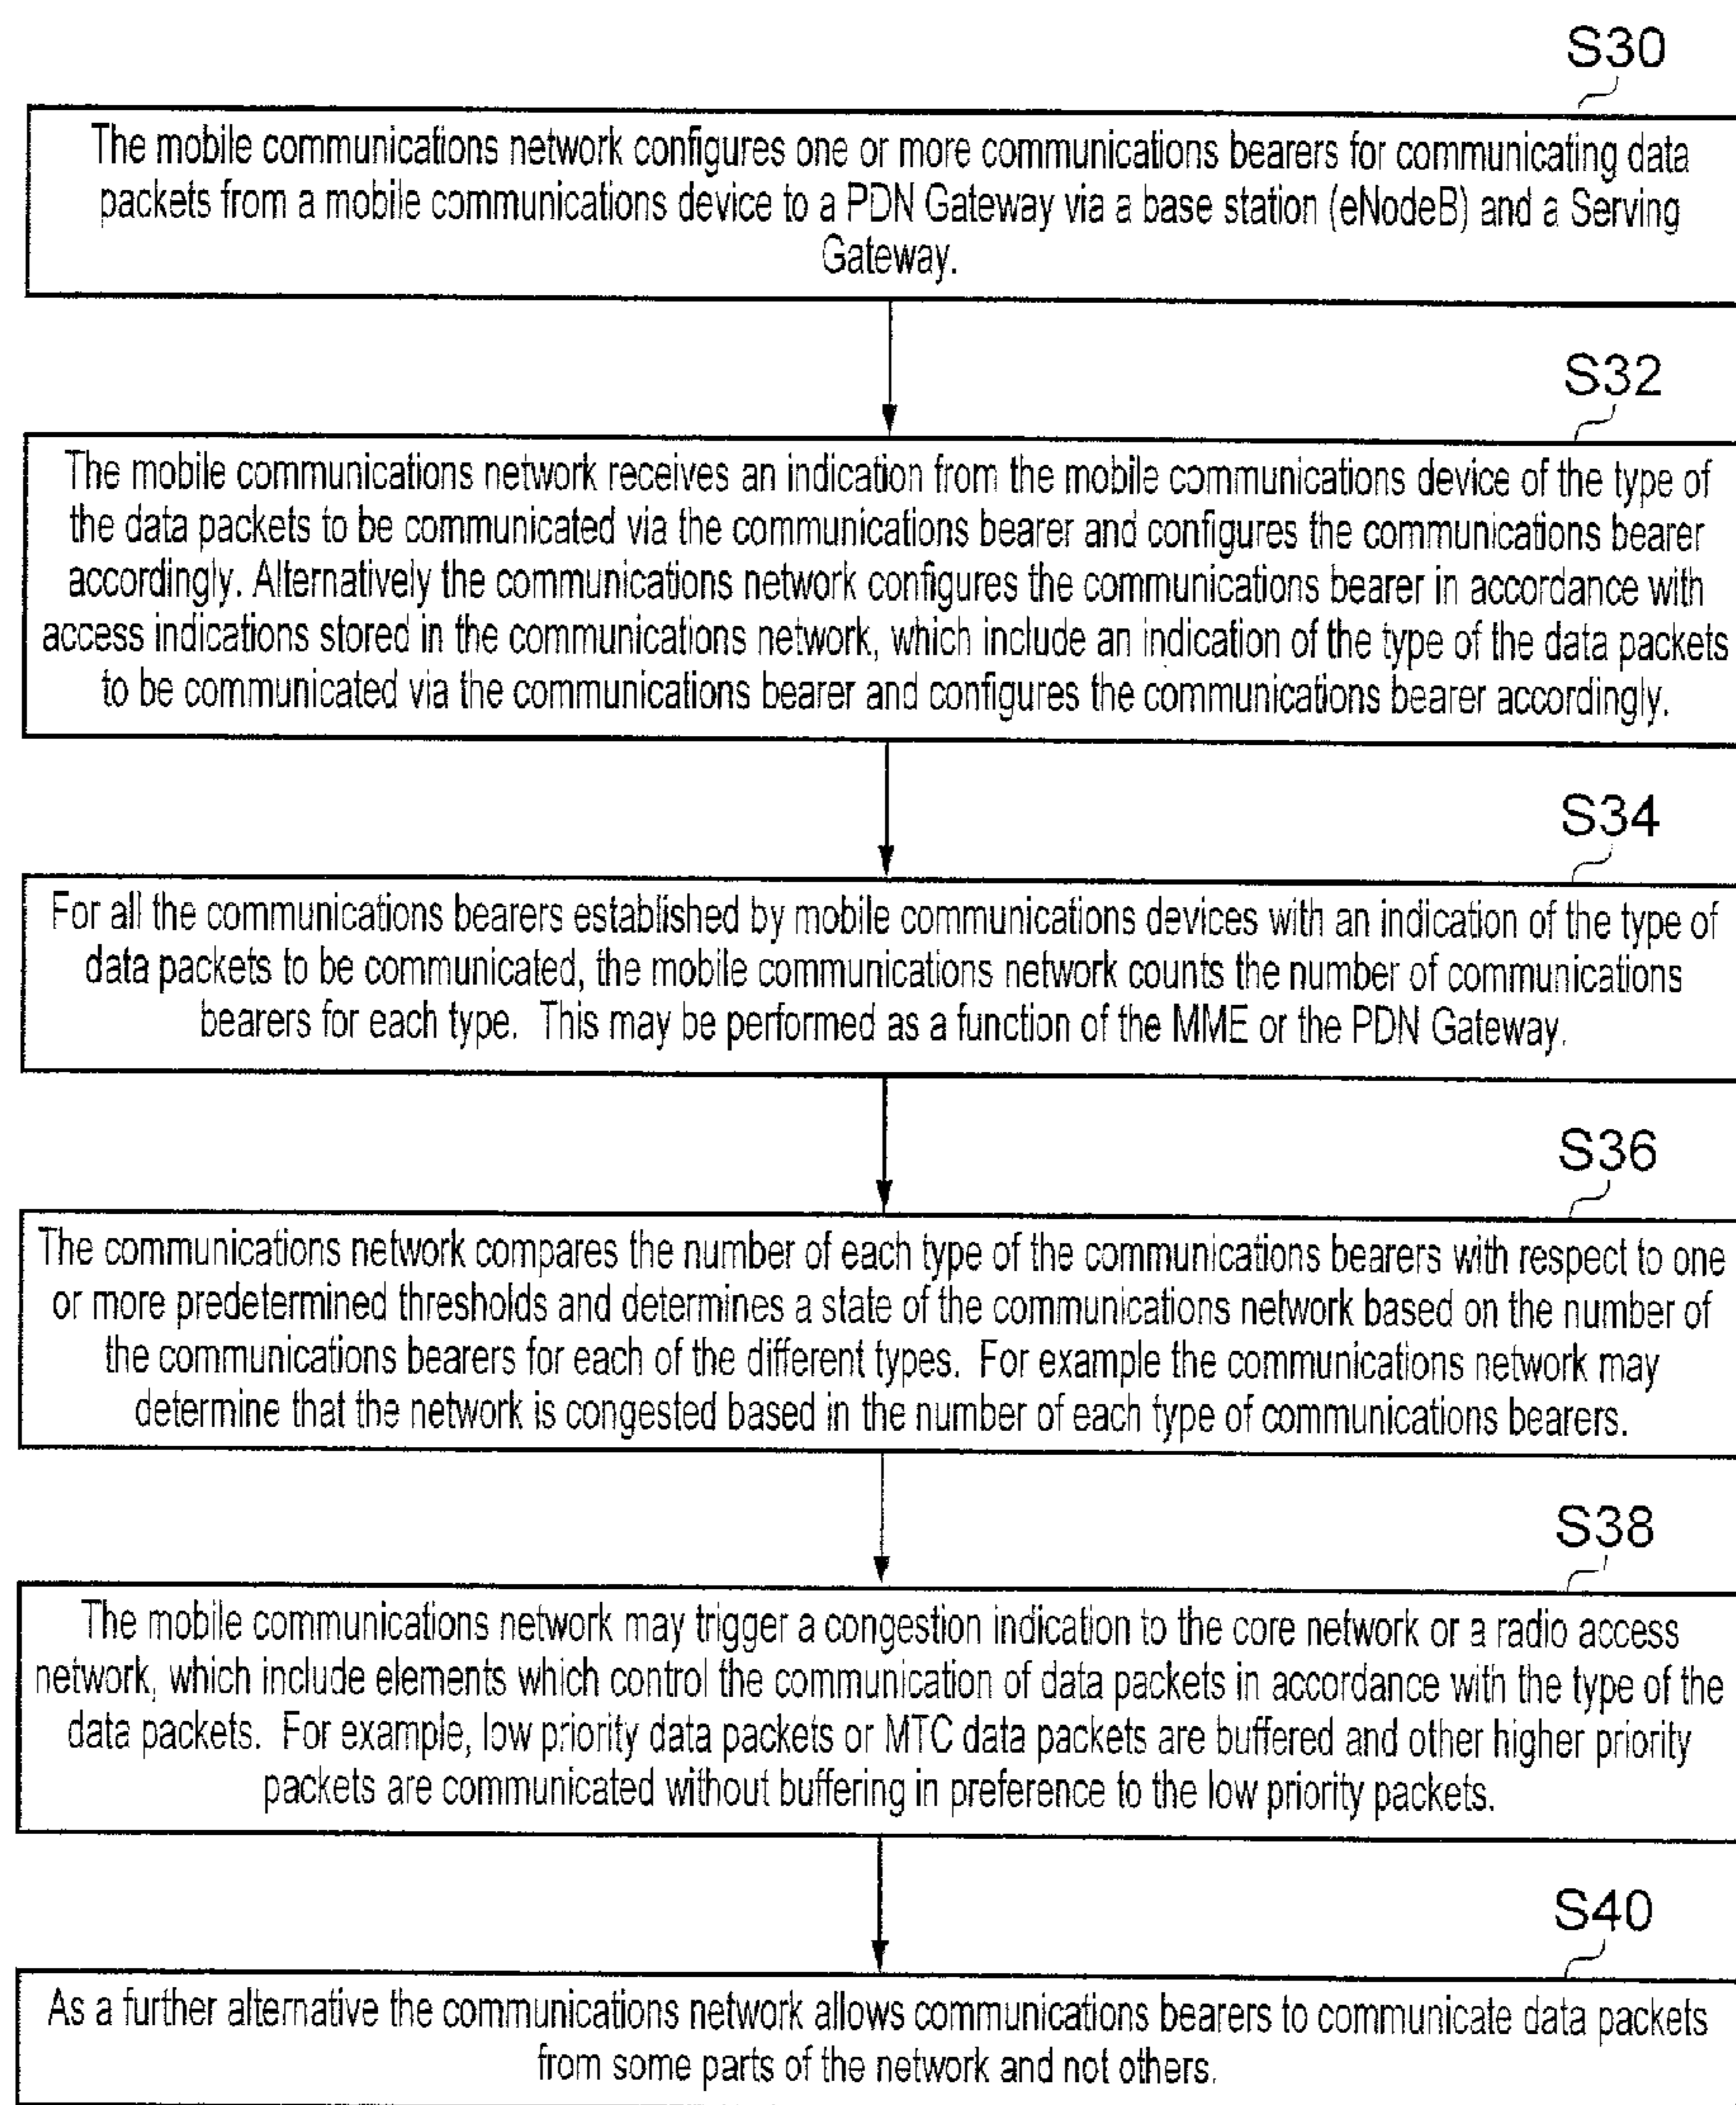 S30
The mobile communications network configures one or more communications bearers for communicating data
packets from a mobile communications device to a PDN Gateway via a base station (eNodeB) and a Serving
Gateway.
S32
The mobile communications network receives an indication from the mobile communications device of the type of
the data packets to be communicated via the communications bearer and configures the communications bearer
accordingly. Alternatively the communications network configures the communications bearer in accordance with
access indications stored in the communications network, which include an indication of the type of the data packets
to be communicated via the communications bearer and configures the communications bearer accordingly.
S34
For all the communications bearers established by mobile communications devices with an indication of the type of
data packets to be communicated, the mobile communications network counts the number of communications
bearers for each type. This may be performed as a function of the MME or the PDN Gateway.
S36
The communications network compares the number of each type of the communications bearers with respect to one
or more predetermined thresholds and determines a state of the communications network based on the number of
the communications bearers for each of the different types. For example the communications network may
determine that the network is congested based in the number of each type of communications bearers.
S38
The mobile communications network may trigger a congestion indication to the core network or a radio access
network, which include elements which control the communication of data packets in accordance with the type of the
data packets. For example, low priority data packets or MTC data packets are buffered and other higher priority
packets are communicated without buffering in preference to the low priority packets.
S40
As a further alternative the communications network allows communications bearers to communicate data packets
from some parts of the network and not others.